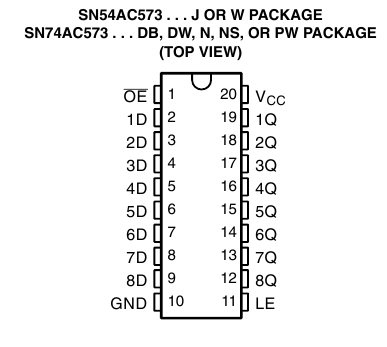 SN54AC573 . . . J OR W PACKAGE
SN74AC573 . . . DB, DW, N, NS, OR PW PACKAGE
(TOP VIEW)
OE 1 20 VCC
1D 2 19 1Q
2D 3 18 2Q
3D 4 17 3Q
4D 5 16 4Q
5D 6 15 5Q
6D 7 14 6Q
7D 8 13 7Q
8D 9 12 8Q
GND 10 11 LE